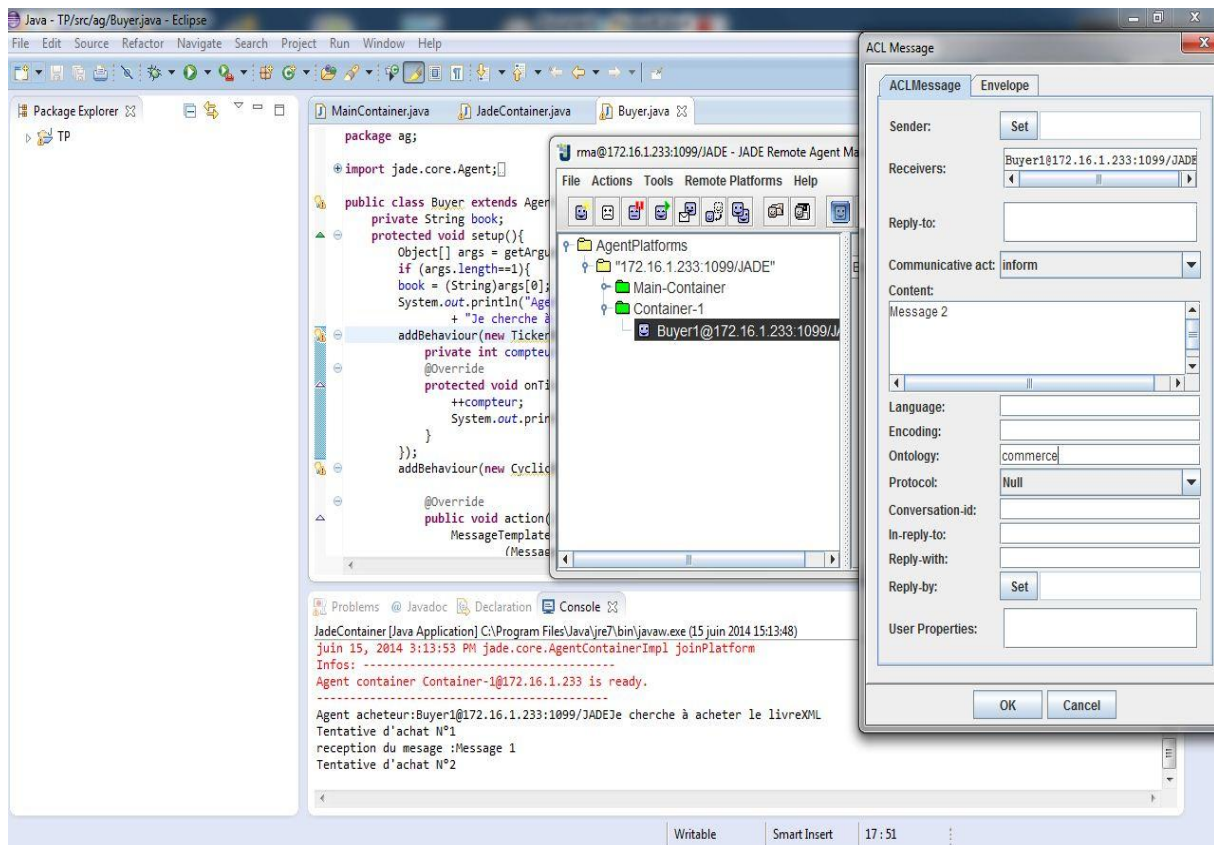 Java - TP/src/ag/Buyer.java - Eclipse
File Edit Source Refactor Navigate Search Project Run Window Help
Package Explorer
TP
MainContainer.java JadeContainer.java Buyer.java
package ag;
import jade.core.Agent;
public class Buyer extends Agen
private String book;
protected void setup(){
Object[] args = getArgu
if (args.length==1){
book = (String)args[0];
System.out.println("Age
+ "Je cherche à
addBehaviour(new Ticker
private int compteu
@Override
protected void onTi
++compteur;
System.out.prin
}
});
addBehaviour(new Cyclic
@Override
public void action(
MessageTemplate
(Messag
rma@172.16.1.233:1099/JADE - JADE Remote Agent Ma
File Actions Tools Remote Platforms Help
AgentPlatforms
"172.16.1.233:1099/JADE"
Main-Container
Container-1
Buyer1@172.16.1.233:1099/JA
ACL Message
ACLMessage Envelope
Sender: Set
Receivers: Buyer1@172.16.1.233:1099/JADE
Reply-to:
Communicative act: inform
Content:
Message 2
Language:
Encoding:
Ontology: commerce
Protocol: Null
Conversation-id:
In-reply-to:
Reply-with:
Reply-by: Set
User Properties:
OK Cancel
Problems @ Javadoc Declaration Console
JadeContainer [Java Application] C:\Program Files\Java\jre7\bin\javaw.exe (15 juin 2014 15:13:48)
juin 15, 2014 3:13:53 PM jade.core.AgentContainerImpl joinPlatform
Infos: --------------------------------------
Agent container Container-1@172.16.1.233 is ready.
--------------------------------------------
Agent acheteur:Buyer1@172.16.1.233:1099/JADEJe cherche à acheter le livreXML
Tentative d'achat N°1
reception du mesage :Message 1
Tentative d'achat N°2
Writable Smart Insert 17 : 51